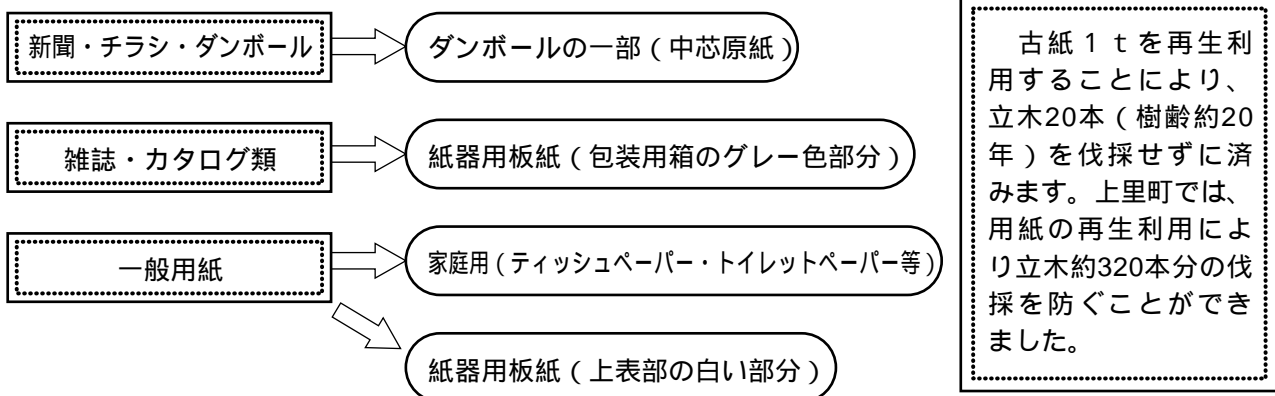 新聞・チラシ・ダンボール
ダンボールの一部（中芯原紙）
雑誌・カタログ類
紙器用板紙（包装用箱のグレー色部分）
一般用紙
家庭用（ティッシュペーパー・トイレットペーパー等）
紙器用板紙（上表部の白い部分）
古紙１ｔを再生利
用することにより、
立木20本（樹齢約20
年）を伐採せずに済
みます。上里町では、
用紙の再生利用によ
り立木約320本分の伐
採を防ぐことができ
ました。